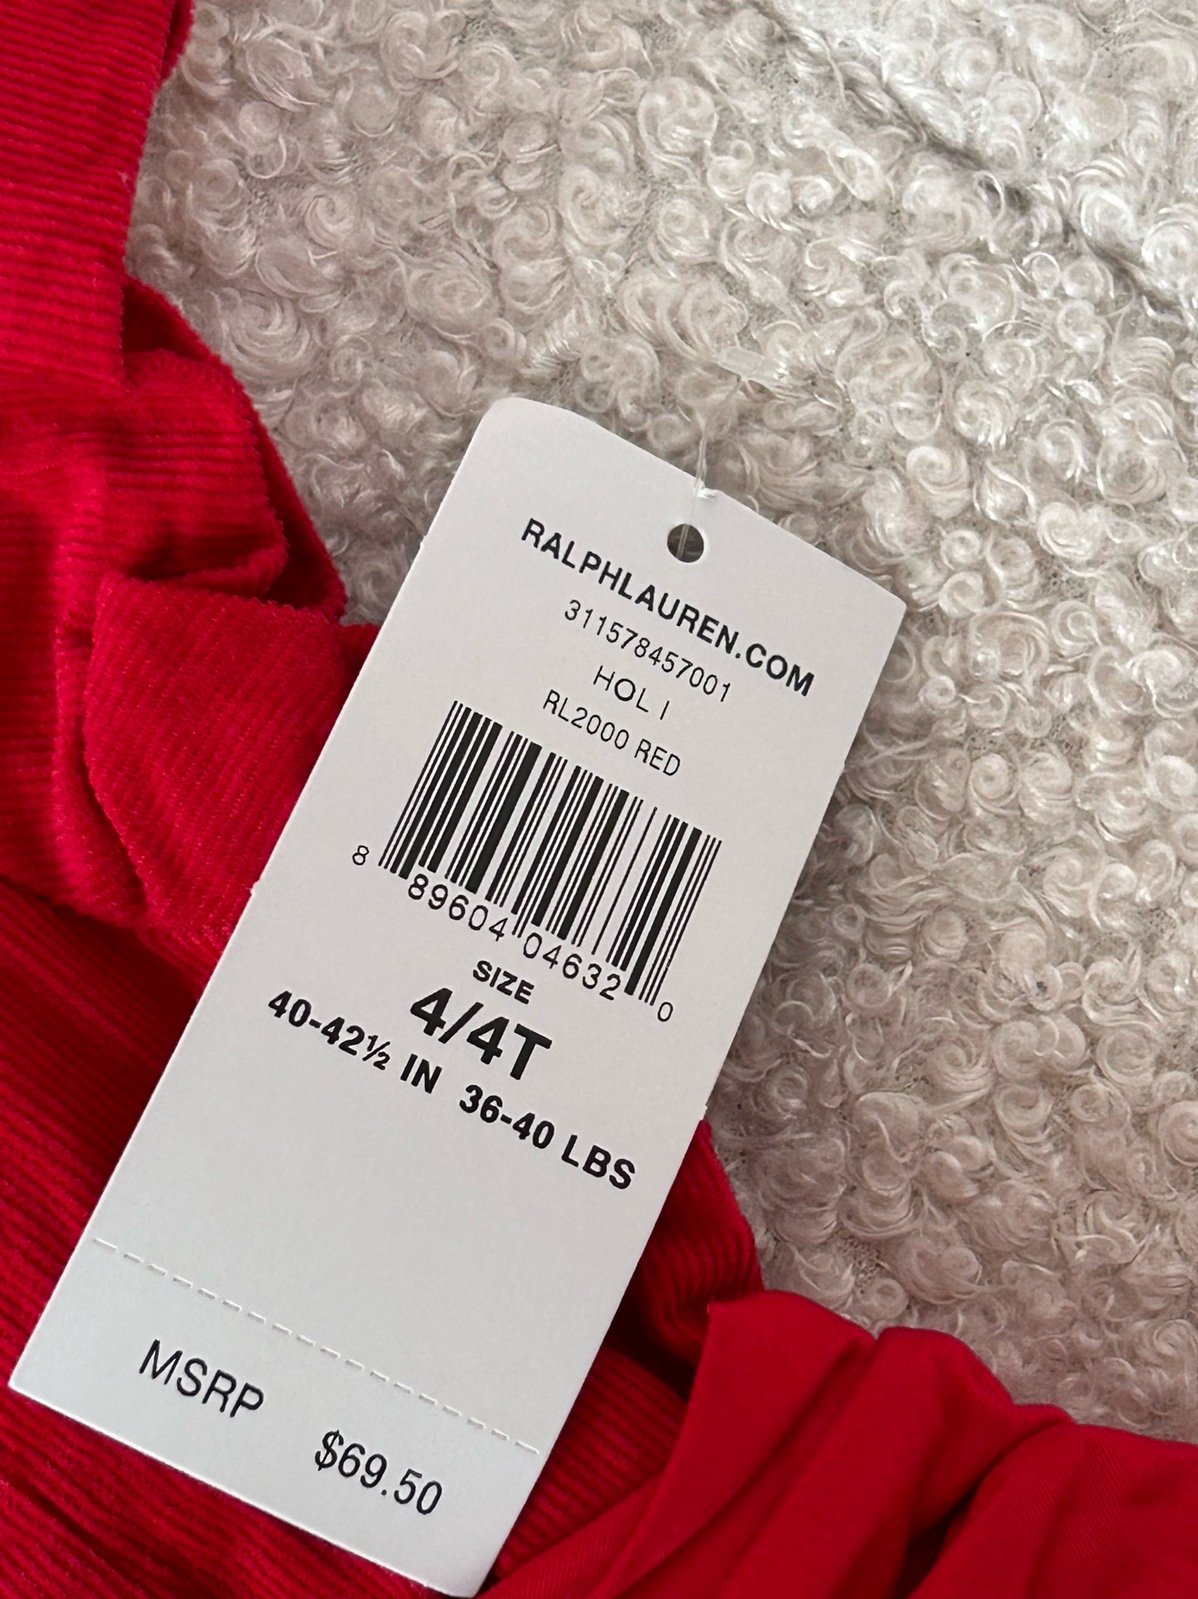 RALPHLAUREN.COM
311578457001
HOL I
RL2000 RED
8 89604 04632 0
SIZE
4/4T
40-42½ IN 36-40 LBS
MSRP
$69.50